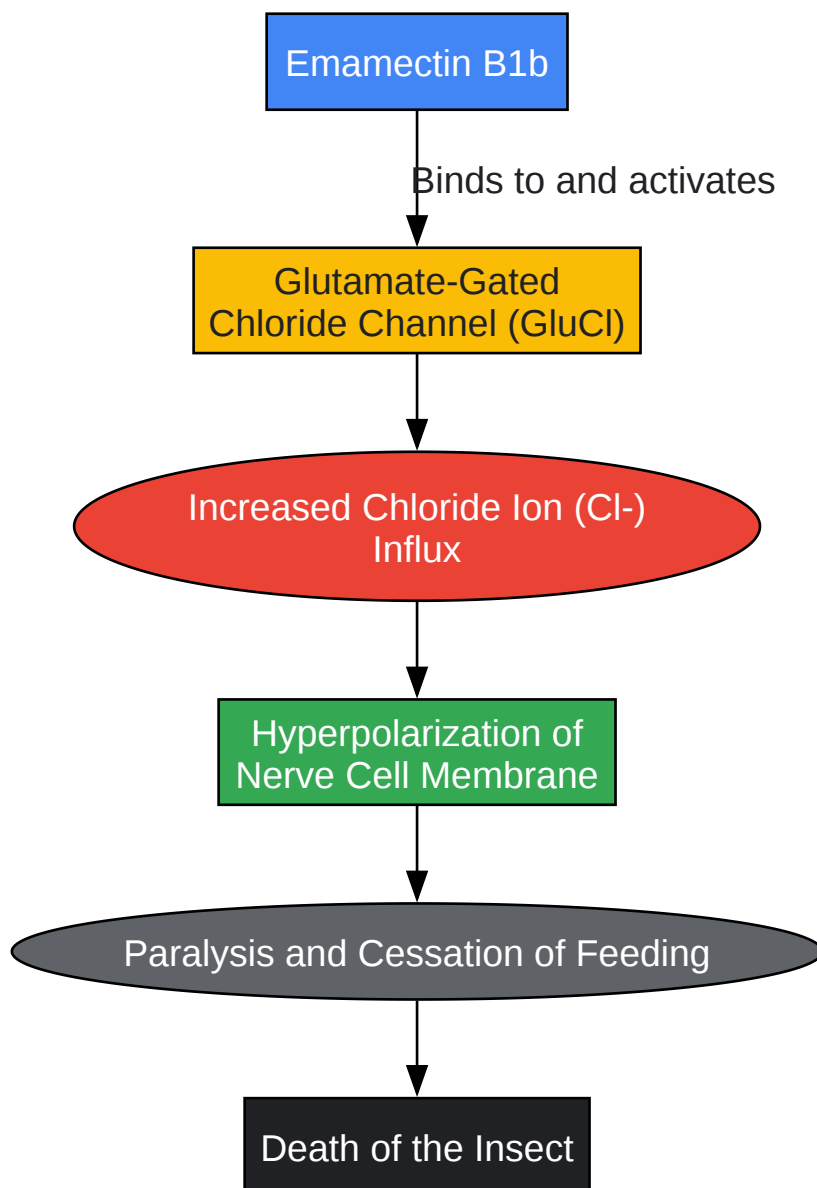 Emamectin B1b
Binds to and activates
Glutamate-Gated
Chloride Channel (GluCl)
Increased Chloride Ion (Cl-)
Influx
Hyperpolarization of
Nerve Cell Membrane
Paralysis and Cessation of Feeding
Death of the Insect